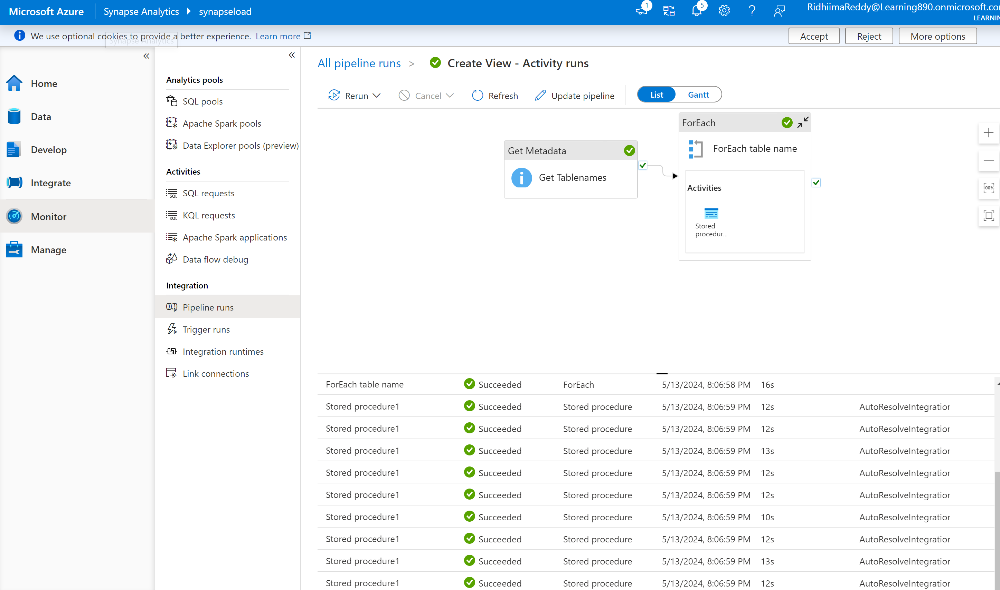 Microsoft Azure
Synapse Analytics
synapseload
1
5
RidhiimaReddy@Learning890.onmicrosoft.co
LEARNIN
We use optional cookies to provide a better experience. Learn more
Synapse Analytics
Accept
Reject
More options
Home
Data
Develop
Integrate
Monitor
Manage
Analytics pools
SQL pools
Apache Spark pools
Data Explorer pools (preview)
Activities
SQL requests
KQL requests
Apache Spark applications
Data flow debug
Integration
Pipeline runs
Trigger runs
Integration runtimes
Link connections
All pipeline runs > Create View - Activity runs
Rerun
Cancel
Refresh
Update pipeline
List
Gantt
Get Metadata
Get Tablenames
ForEach
ForEach table name
Activities
Stored
procedur...
100%
ForEach table name Succeeded ForEach 5/13/2024, 8:06:58 PM 16s
Stored procedure1 Succeeded Stored procedure 5/13/2024, 8:06:59 PM 12s AutoResolveIntegration
Stored procedure1 Succeeded Stored procedure 5/13/2024, 8:06:59 PM 12s AutoResolveIntegration
Stored procedure1 Succeeded Stored procedure 5/13/2024, 8:06:59 PM 13s AutoResolveIntegration
Stored procedure1 Succeeded Stored procedure 5/13/2024, 8:06:59 PM 12s AutoResolveIntegration
Stored procedure1 Succeeded Stored procedure 5/13/2024, 8:06:59 PM 12s AutoResolveIntegration
Stored procedure1 Succeeded Stored procedure 5/13/2024, 8:06:59 PM 10s AutoResolveIntegration
Stored procedure1 Succeeded Stored procedure 5/13/2024, 8:06:59 PM 12s AutoResolveIntegration
Stored procedure1 Succeeded Stored procedure 5/13/2024, 8:06:59 PM 13s AutoResolveIntegration
Stored procedure1 Succeeded Stored procedure 5/13/2024, 8:06:59 PM 12s AutoResolveIntegration